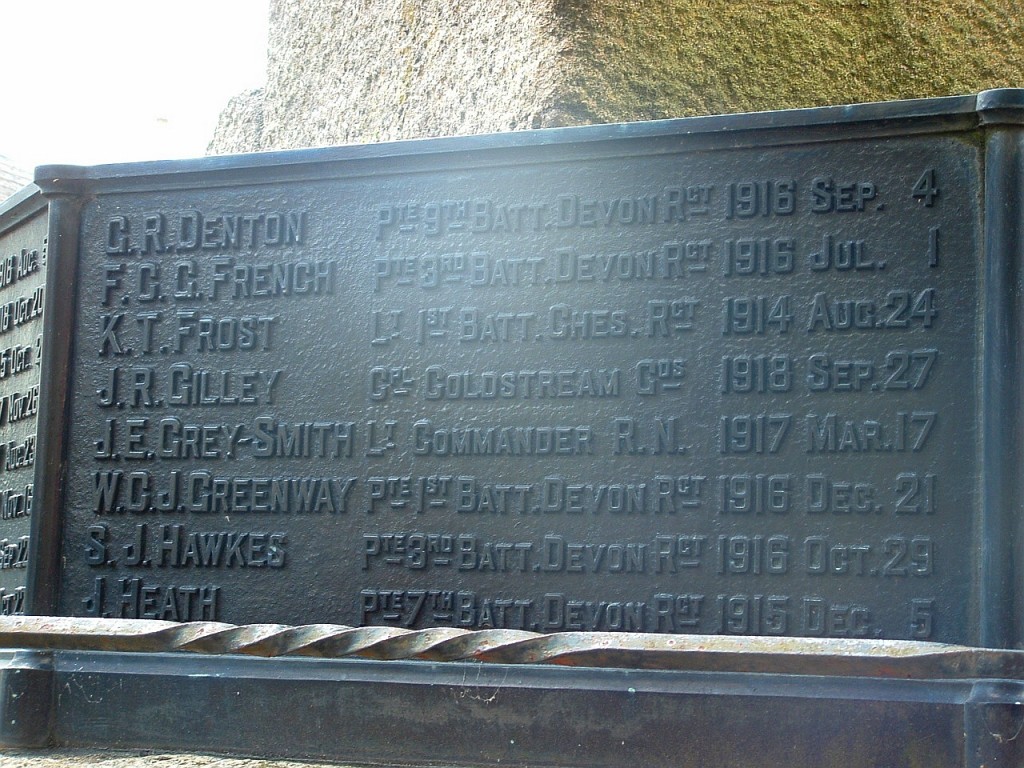 G. R. DENTON PTE 9TH BATT. DEVON RGT 1916 SEP. 4
F. C. G. FRENCH PTE 3RD BATT. DEVON RGT 1916 JUL. 1
K. T. FROST LT 1ST BATT. CHES. RGT 1914 AUG. 24
J. R. GILLEY CPL COLDSTREAM GDS 1918 SEP. 27
J. E. GREY-SMITH LT COMMANDER R.N. 1917 MAR. 17
W. C. J. GREENWAY PTE 1ST BATT. DEVON RGT 1916 DEC. 21
S. J. HAWKES PTE 3RD BATT. DEVON RGT 1916 OCT. 29
J. HEATH PTE 7TH BATT. DEVON RGT 1915 DEC. 5